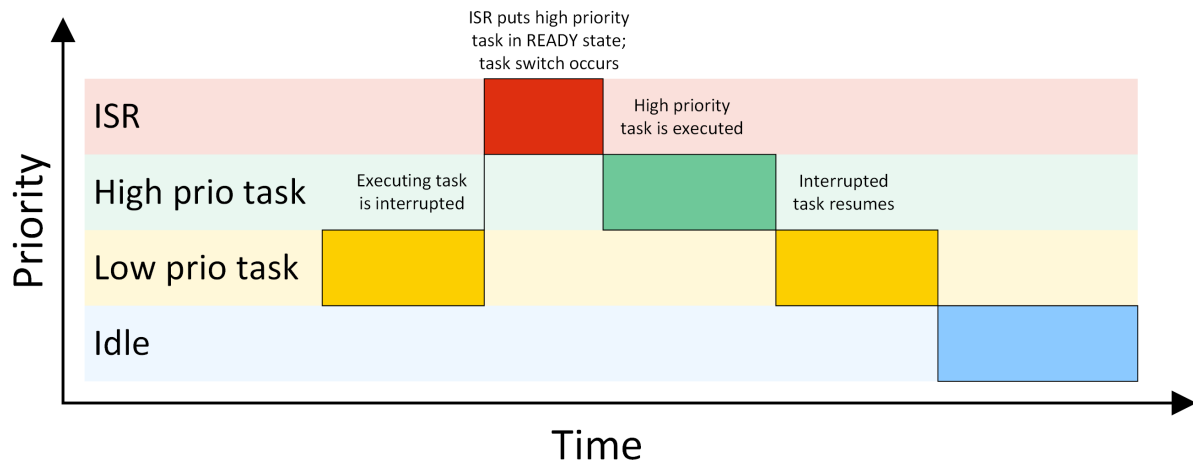 ISR puts high priority
task in READY state;
task switch occurs
ISR
High priority
task is executed
High prio task
Executing task
is interrupted
Interrupted
task resumes
Low prio task
Idle
Priority
Time